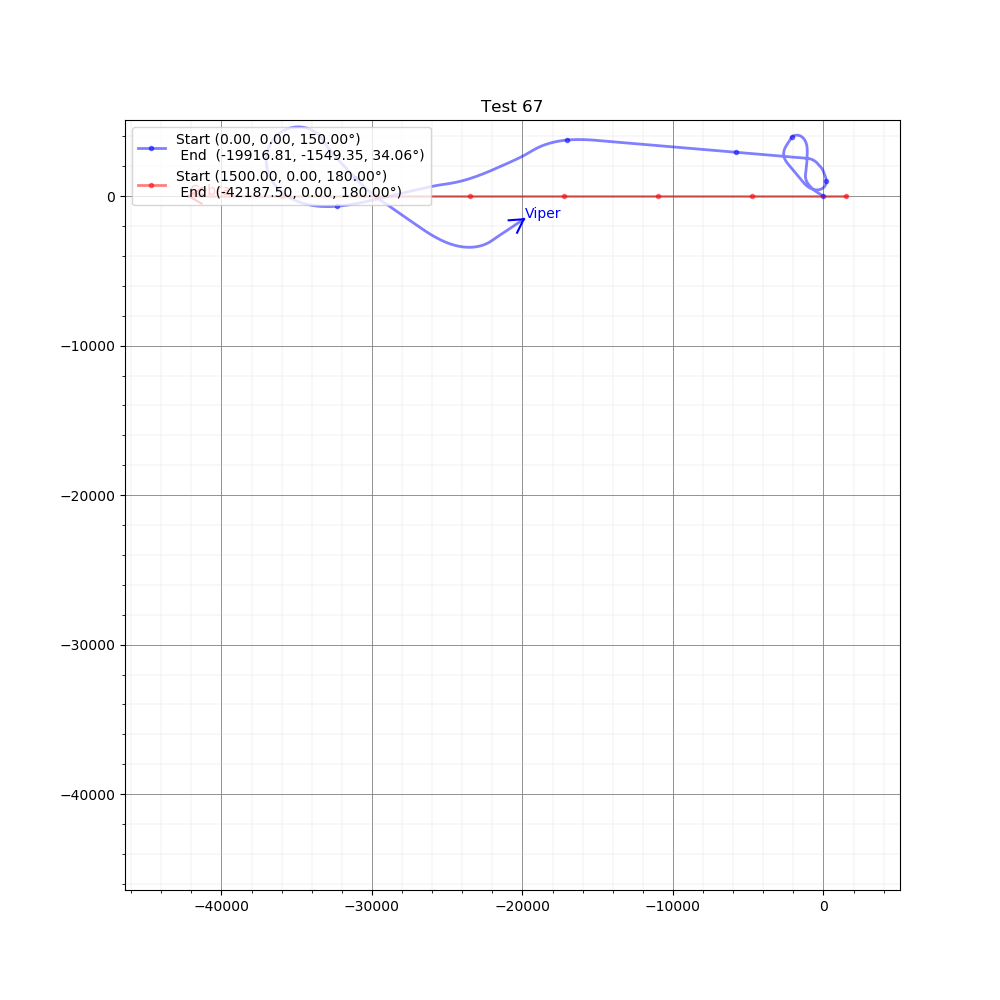 Test 67
Start (0.00, 0.00, 150.00°)
End (-19916.81, -1549.35, 34.06°)
Start (1500.00, 0.00, 180.00°)
End (-42187.50, 0.00, 180.00°)
Viper
0
−10000
−20000
−30000
−40000
−40000
−30000
−20000
−10000
0